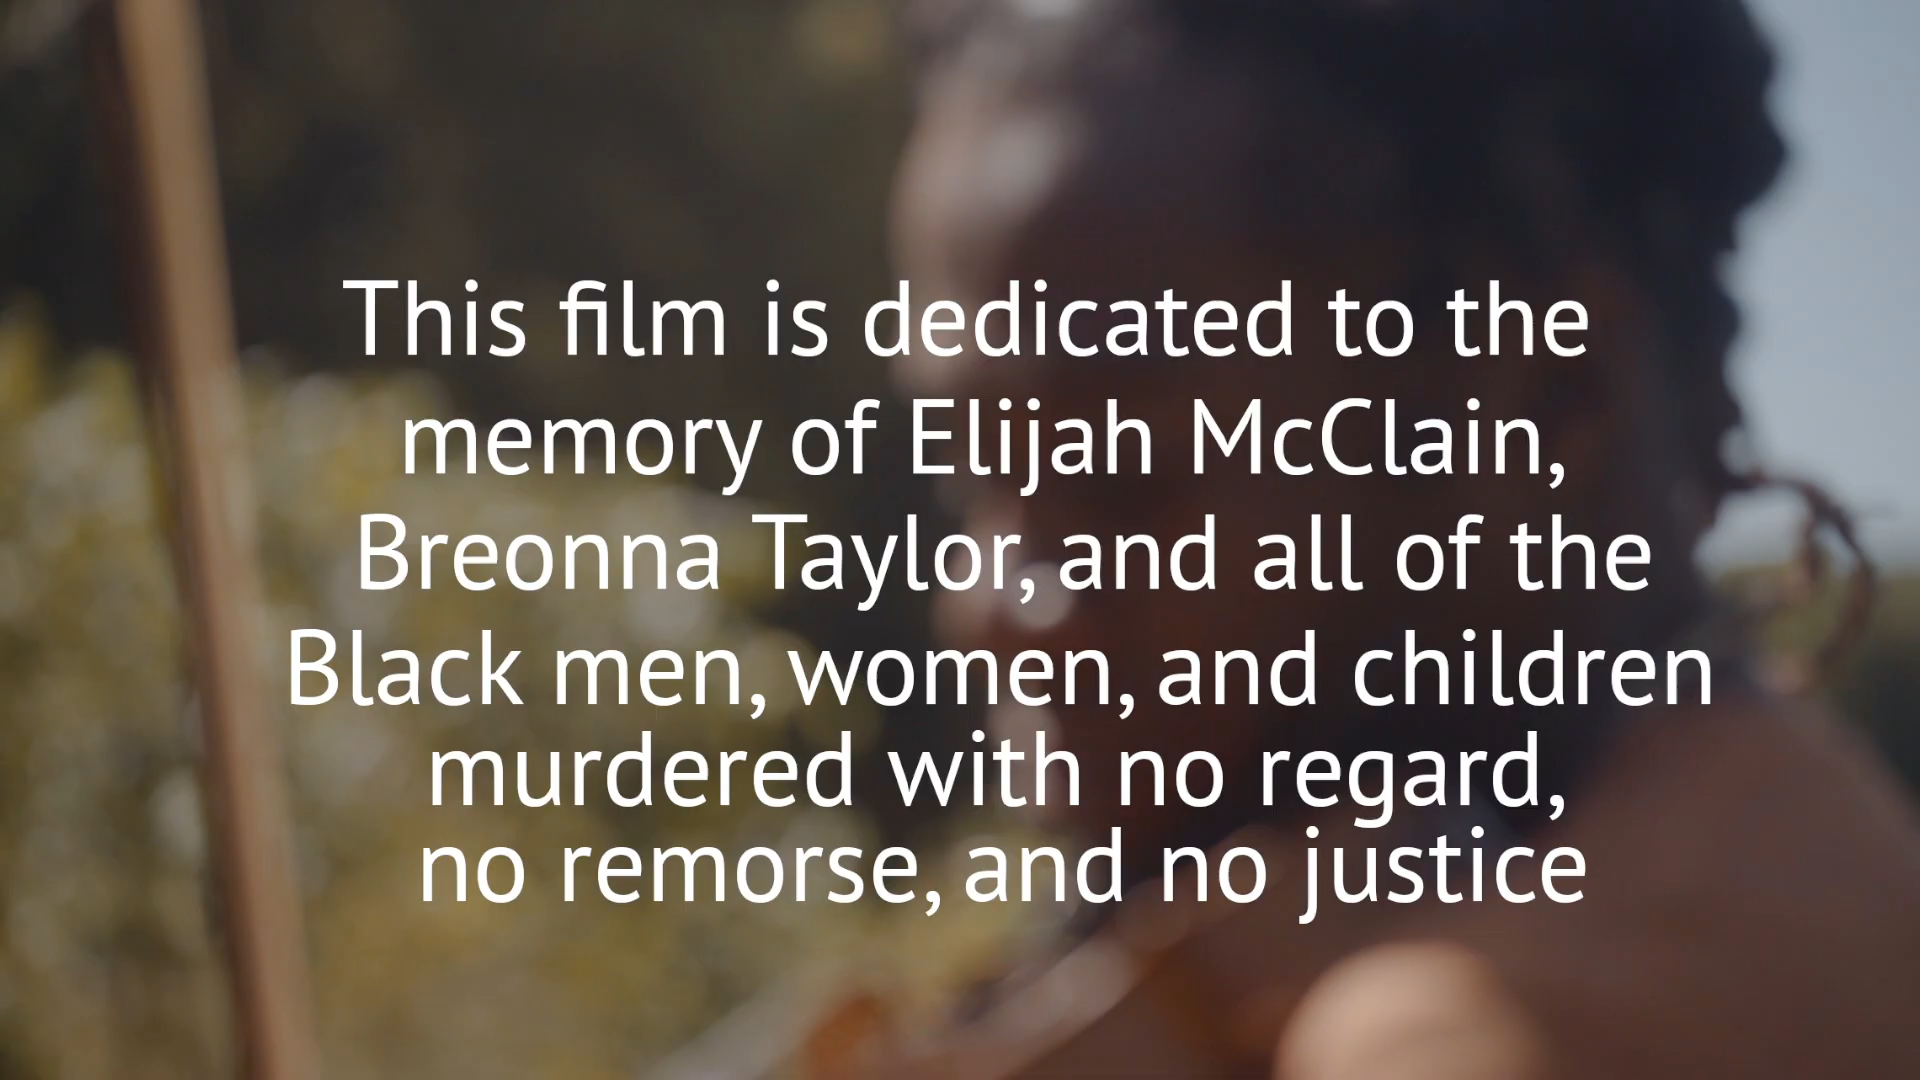 This film is dedicated to the
memory of Elijah McClain,
Breonna Taylor, and all of the
Black men, women, and children
murdered with no regard,
no remorse, and no justice